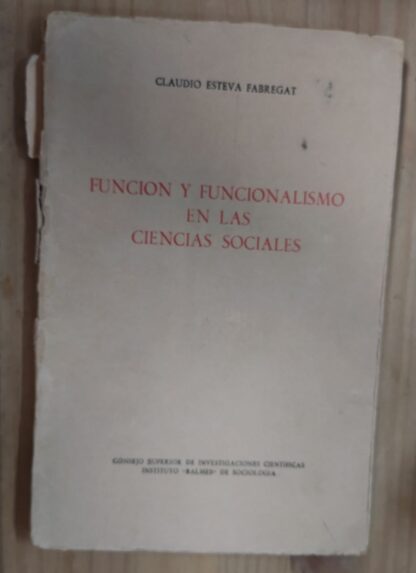 CLAUDIO ESTEVA FABREGAT
FUNCION Y FUNCIONALISMO
EN LAS
CIENCIAS SOCIALES
CONSEJO SUPERIOR DE INVESTIGACIONES CIENTIFICAS
INSTITUTO «BALMES» DE SOCIOLOGIA